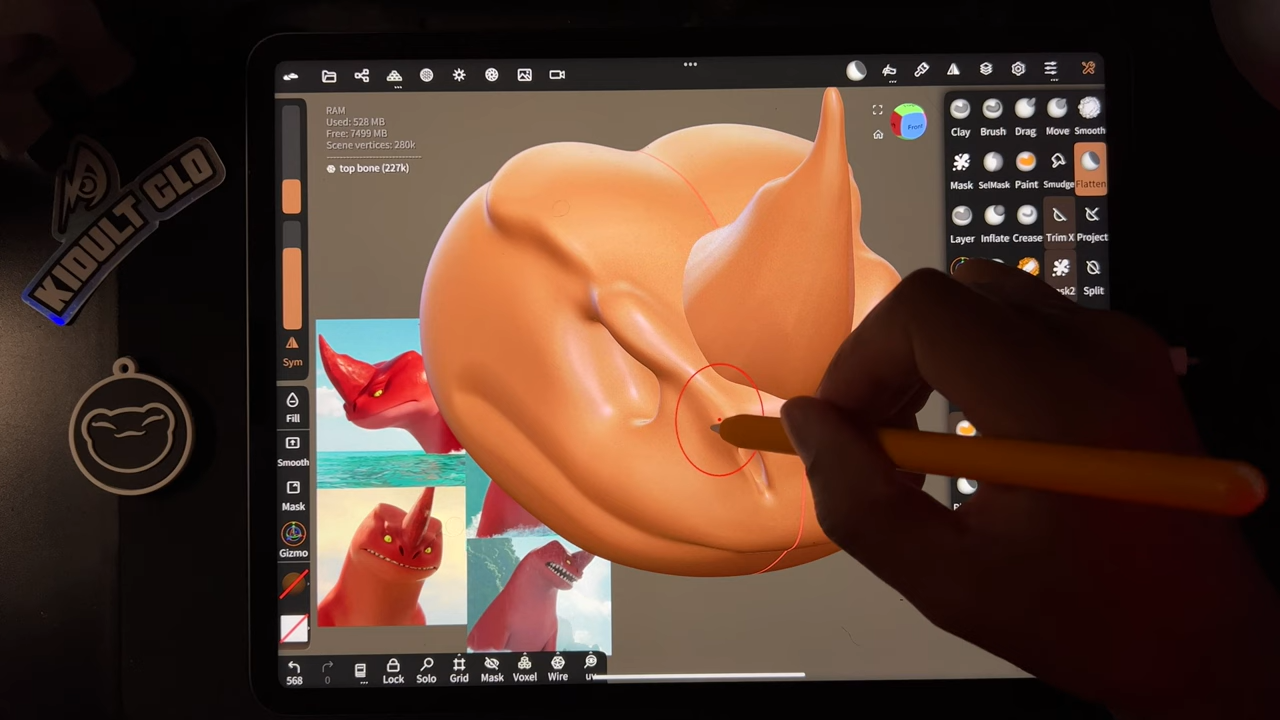 RAM
Used: 528 MB
Free: 7499 MB
Scene vertices: 280k
top bone (227k)
Front
Clay Brush Drag Move Smooth
Mask SelMask Paint Smudge Flatten
Layer Inflate Crease Trim X Project
Split
KIDULT CLO
Sym
Fill
Smooth
Mask
Gizmo
568 0 Lock Solo Grid Mask Voxel Wire